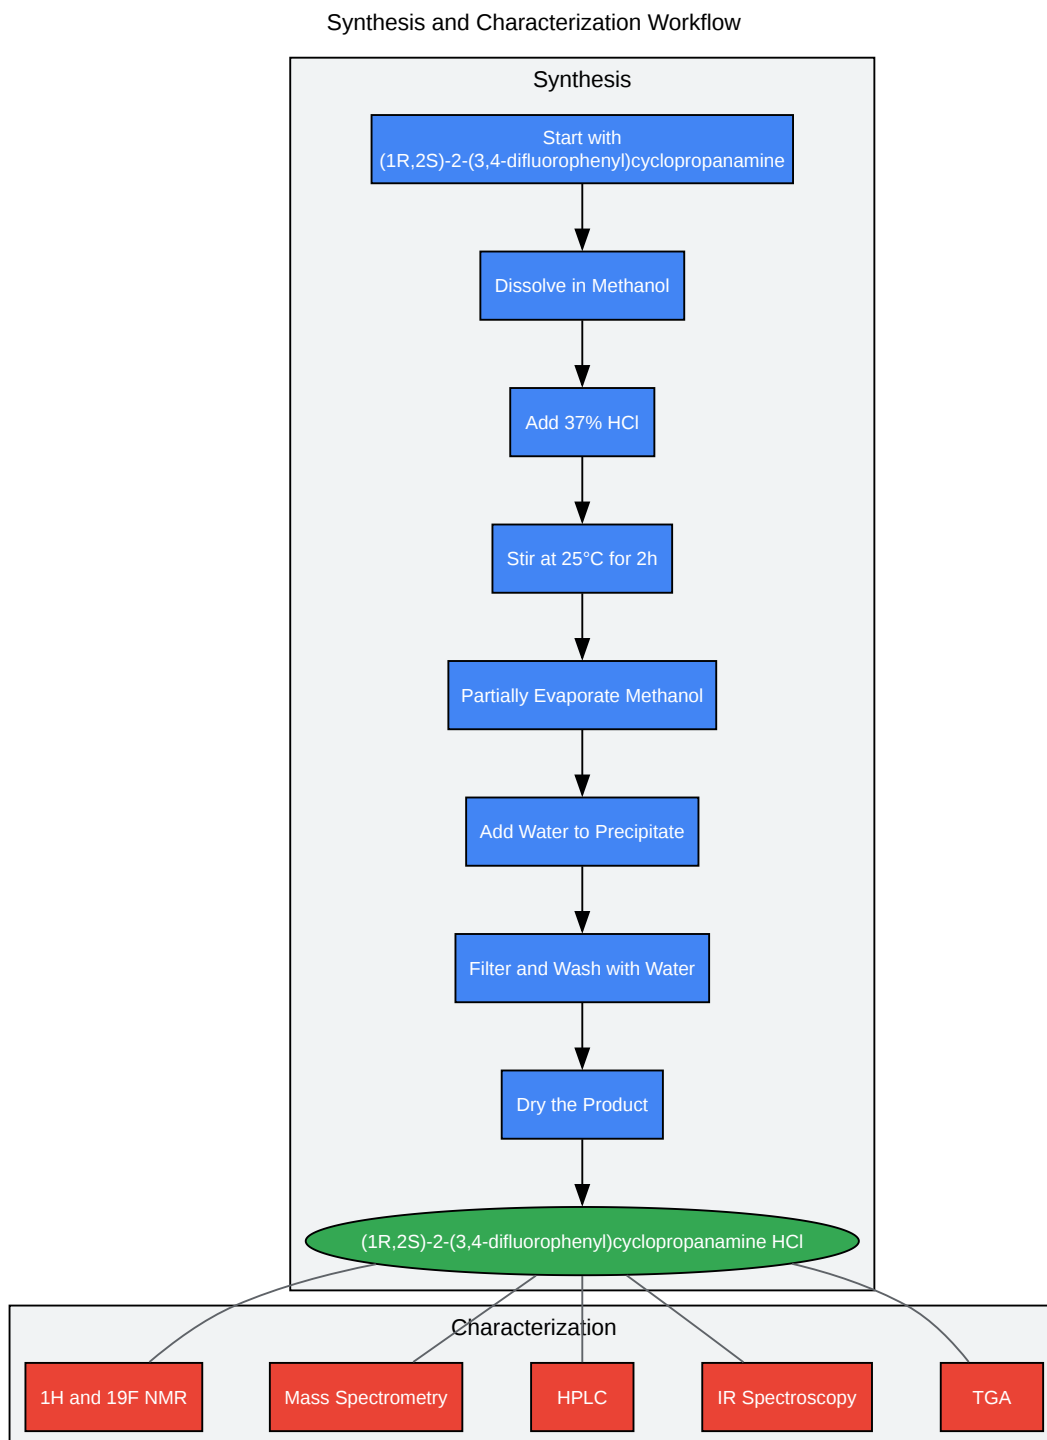 Synthesis and Characterization Workflow
Synthesis
Start with
(1R,2S)-2-(3,4-difluorophenyl)cyclopropanamine
Dissolve in Methanol
Add 37% HCl
Stir at 25°C for 2h
Partially Evaporate Methanol
Add Water to Precipitate
Filter and Wash with Water
Dry the Product
(1R,2S)-2-(3,4-difluorophenyl)cyclopropanamine HCl
Characterization
1H and 19F NMR
Mass Spectrometry
HPLC
IR Spectroscopy
TGA